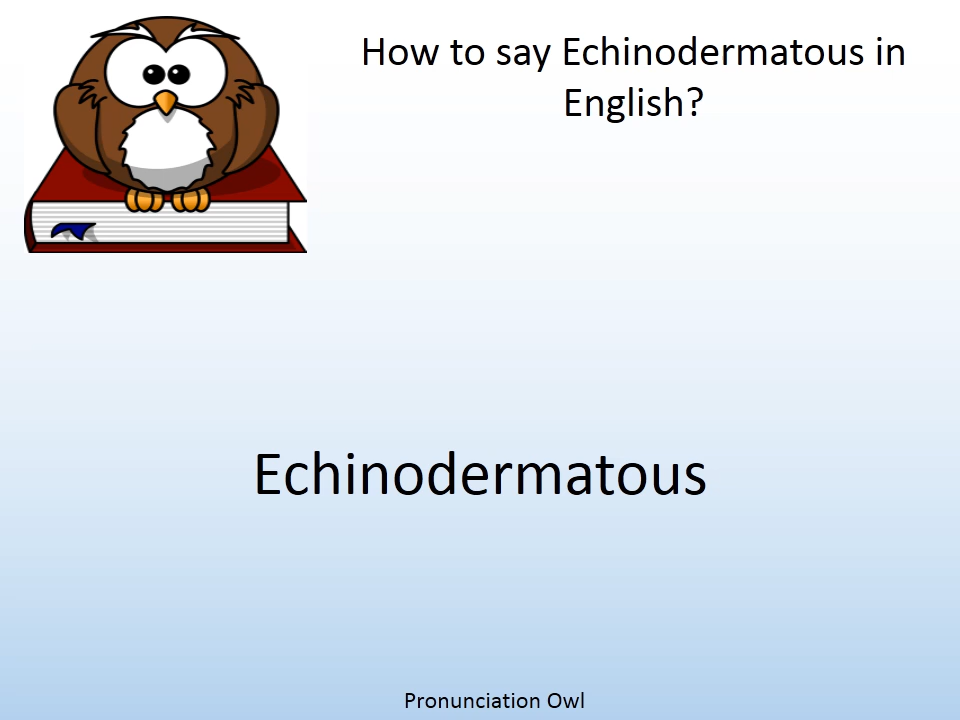 How to say Echinodermatous in
English?
Echinodermatous
Pronunciation Owl